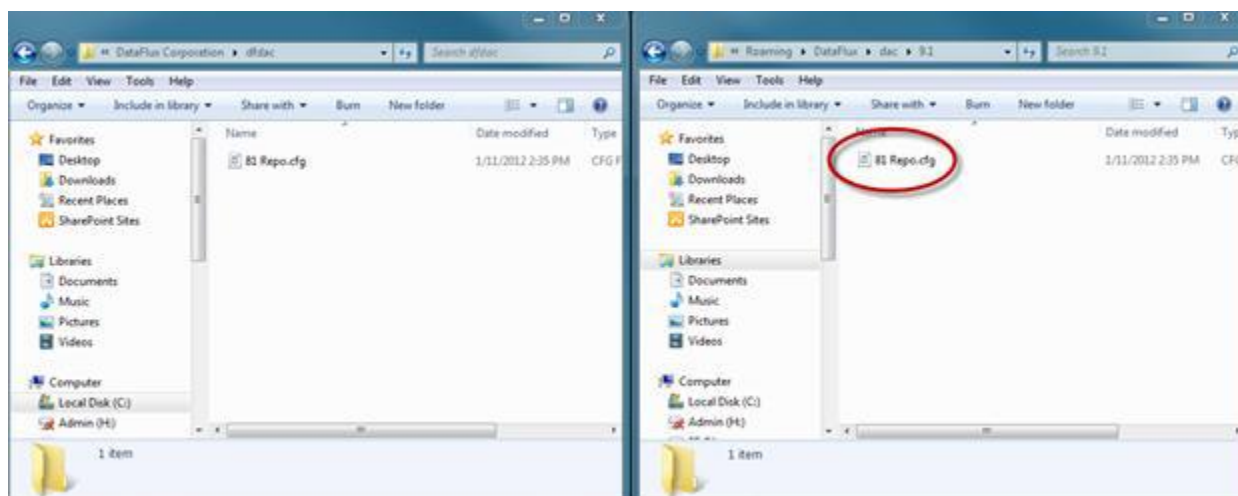 « DataFlux Corporation ▸ dfdac
Search dfdac
File Edit View Tools Help
Organize Include in library Share with Burn New folder
Name Date modified Type
Favorites
Desktop
Downloads
Recent Places
SharePoint Sites
81 Repo.cfg 1/11/2012 2:35 PM CFG F
Libraries
Documents
Music
Pictures
Videos
Computer
Local Disk (C:)
Admin (H:)
1 item
« Roaming ▸ DataFlux ▸ dac ▸ 9.1
Search 9.1
File Edit View Tools Help
Organize Include in library Share with Burn New folder
Name Date modified Typ
Favorites
Desktop
Downloads
Recent Places
SharePoint Sites
81 Repo.cfg 1/11/2012 2:35 PM CFG
Libraries
Documents
Music
Pictures
Videos
Computer
Local Disk (C:)
Admin (H:)
1 item